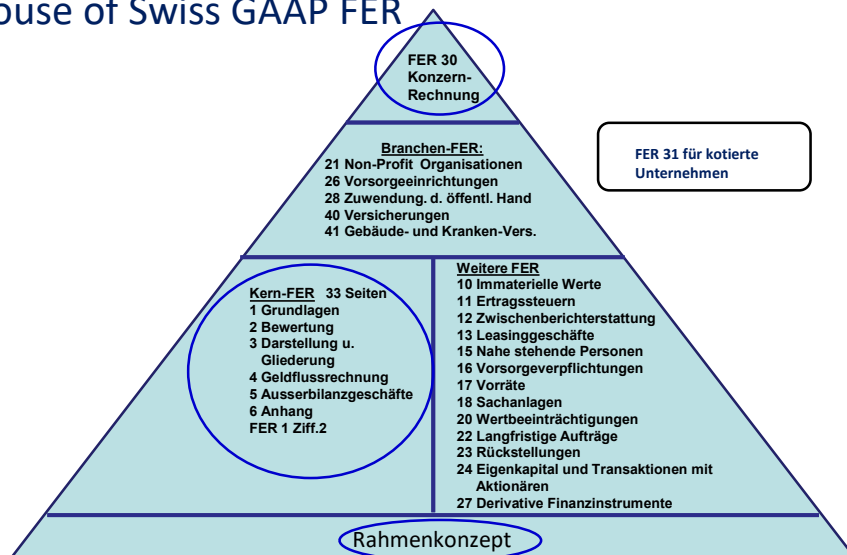 ouse of Swiss GAAP FER
FER 30
Konzern-
Rechnung
FER 31 für kotierte
Unternehmen
Branchen-FER:
21 Non-Profit Organisationen
26 Vorsorgeeinrichtungen
28 Zuwendung. d. öffentl. Hand
40 Versicherungen
41 Gebäude- und Kranken-Vers.
Kern-FER 33 Seiten
1 Grundlagen
2 Bewertung
3 Darstellung u.
Gliederung
4 Geldflussrechnung
5 Ausserbilanzgeschäfte
6 Anhang
FER 1 Ziff.2
Weitere FER
10 Immaterielle Werte
11 Ertragssteuern
12 Zwischenberichterstattung
13 Leasinggeschäfte
15 Nahe stehende Personen
16 Vorsorgeverpflichtungen
17 Vorräte
18 Sachanlagen
20 Wertbeeinträchtigungen
22 Langfristige Aufträge
23 Rückstellungen
24 Eigenkapital und Transaktionen mit
Aktionären
27 Derivative Finanzinstrumente
Rahmenkonzept